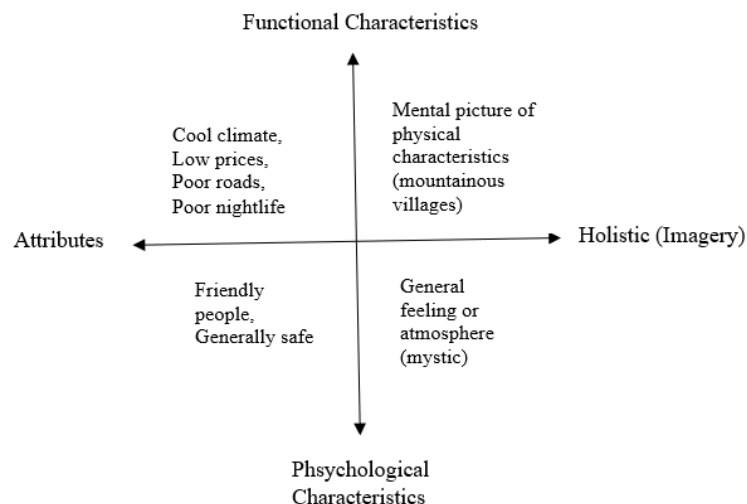 Functional Characteristics
Cool climate,
Low prices,
Poor roads,
Poor nightlife
Mental picture of
physical
characteristics
(mountainous
villages)
Attributes
Holistic (Imagery)
Friendly
people,
Generally safe
General
feeling or
atmosphere
(mystic)
Phsychological
Characteristics